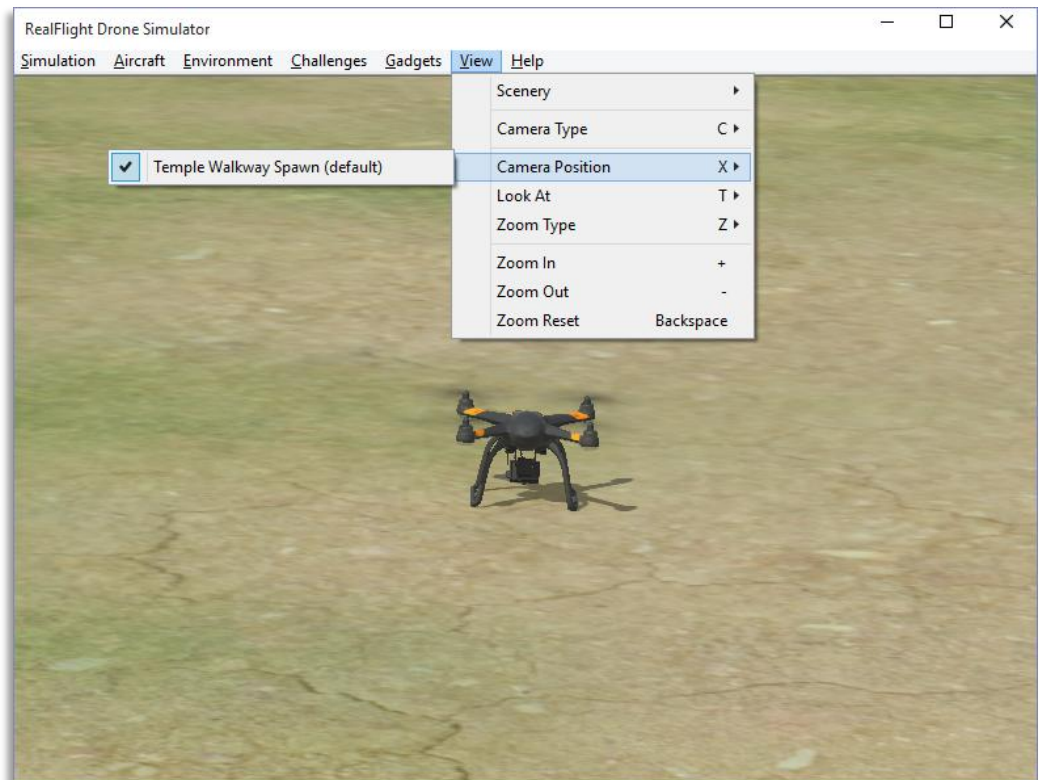 RealFlight Drone Simulator
Simulation Aircraft Environment Challenges Gadgets View Help
Scenery
Camera Type C
Temple Walkway Spawn (default)
Camera Position X
Look At T
Zoom Type Z
Zoom In +
Zoom Out -
Zoom Reset Backspace